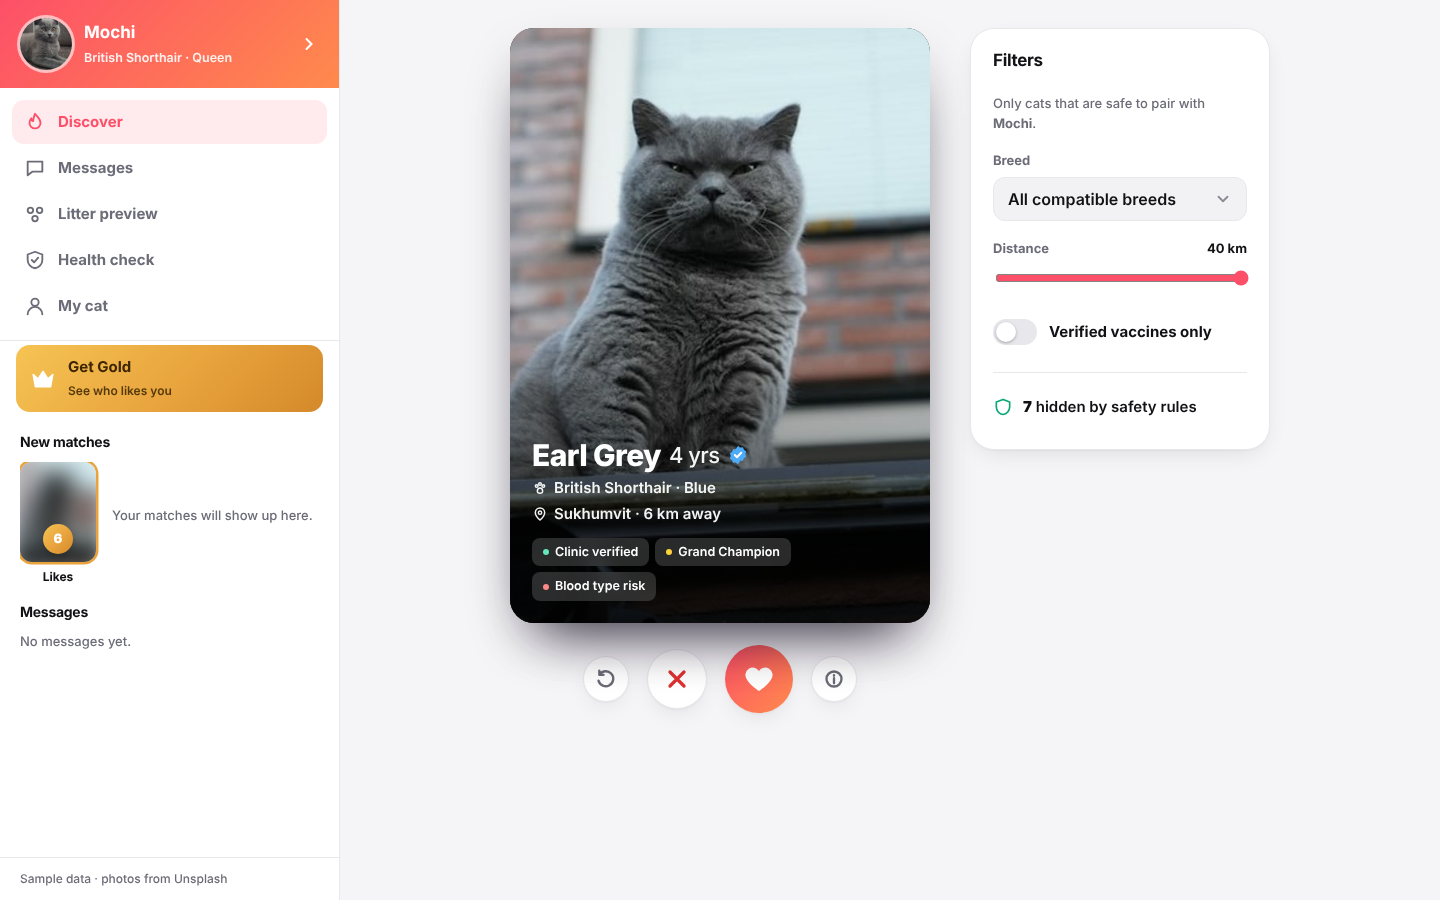 Mochi
British Shorthair · Queen
Discover
Messages
Litter preview
Health check
My cat
Get Gold
See who likes you
New matches
6
Likes
Your matches will show up here.
Messages
No messages yet.
Sample data · photos from Unsplash
Earl Grey 4 yrs
British Shorthair · Blue
Sukhumvit · 6 km away
Clinic verified
Grand Champion
Blood type risk
Filters
Only cats that are safe to pair with
Mochi.
Breed
All compatible breeds
Distance 40 km
Verified vaccines only
7 hidden by safety rules